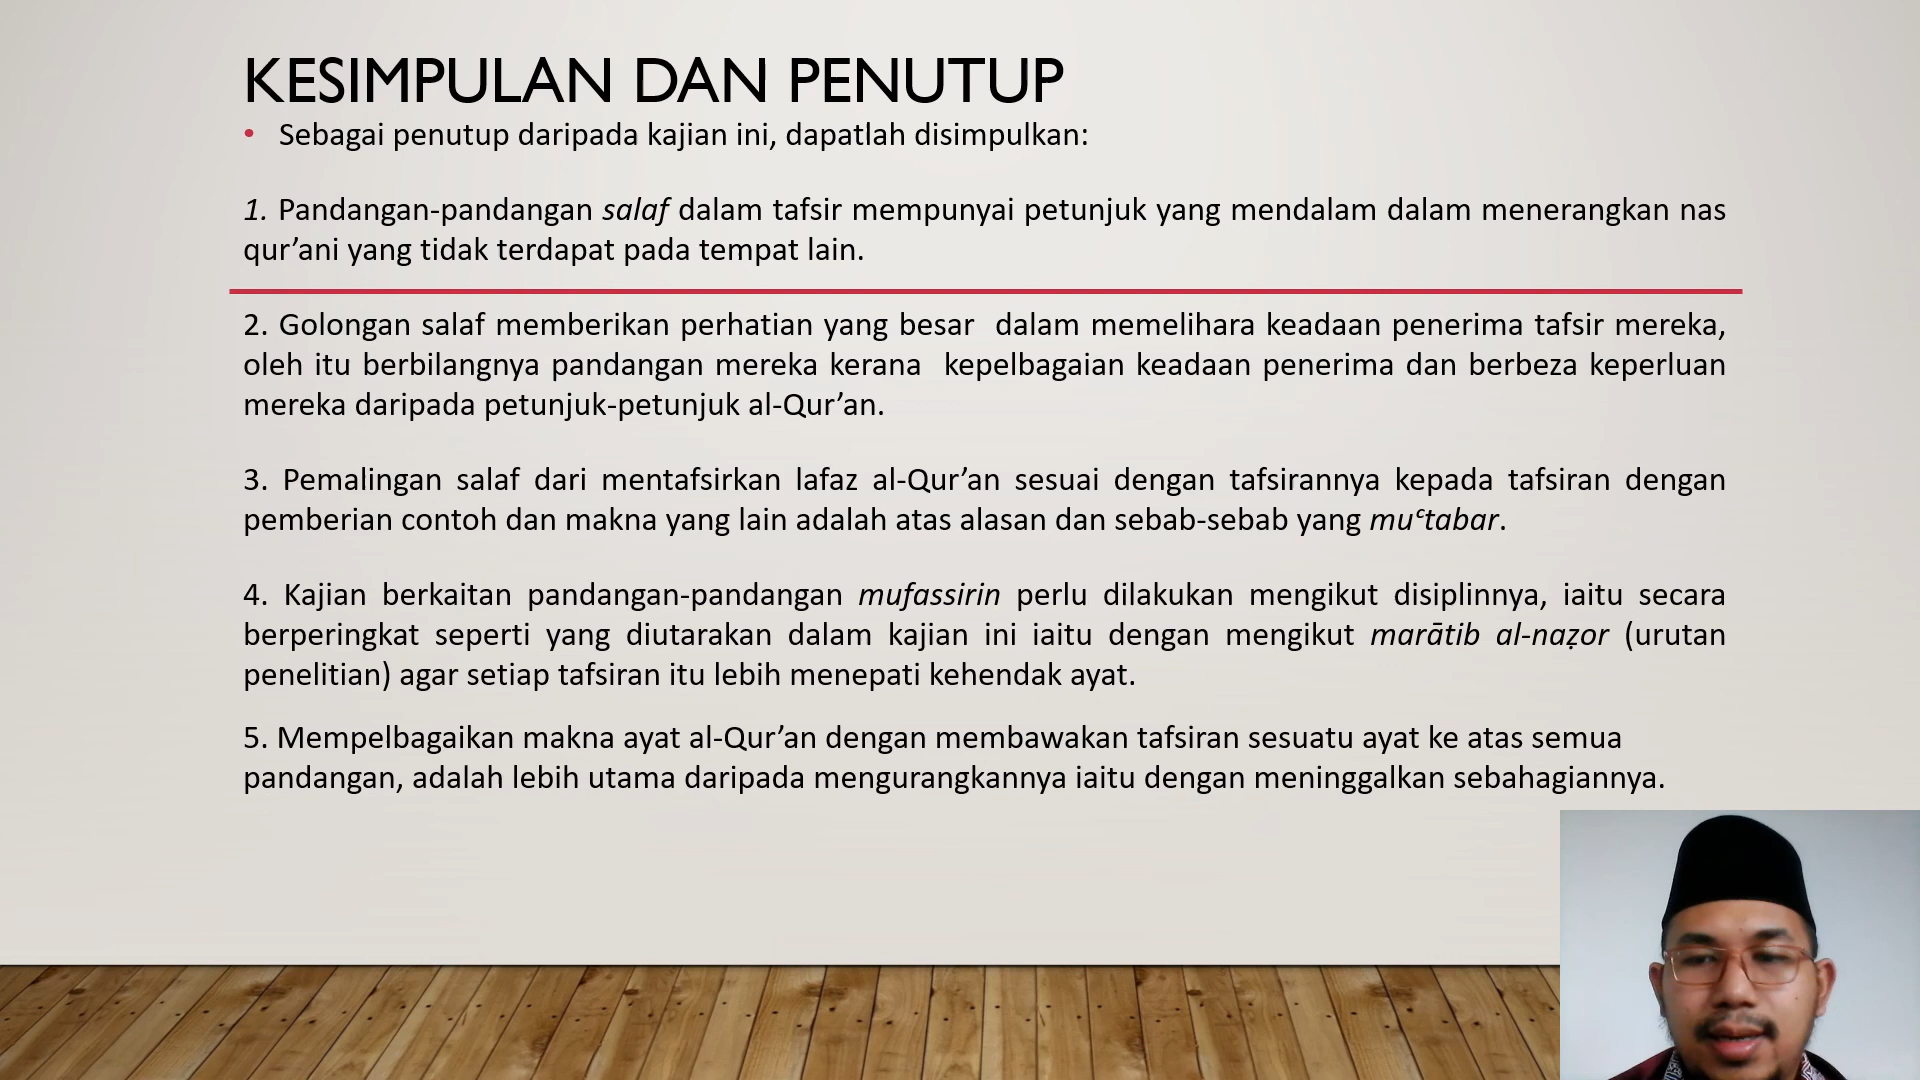 KESIMPULAN DAN PENUTUP
• Sebagai penutup daripada kajian ini, dapatlah disimpulkan:
1. Pandangan-pandangan salaf dalam tafsir mempunyai petunjuk yang mendalam dalam menerangkan nas
qur’ani yang tidak terdapat pada tempat lain.
2. Golongan salaf memberikan perhatian yang besar  dalam memelihara keadaan penerima tafsir mereka,
oleh itu berbilangnya pandangan mereka kerana  kepelbagaian keadaan penerima dan berbeza keperluan
mereka daripada petunjuk-petunjuk al-Qur’an.
3. Pemalingan salaf dari mentafsirkan lafaz al-Qur’an sesuai dengan tafsirannya kepada tafsiran dengan
pemberian contoh dan makna yang lain adalah atas alasan dan sebab-sebab yang muᶜtabar.
4. Kajian berkaitan pandangan-pandangan mufassirin perlu dilakukan mengikut disiplinnya, iaitu secara
berperingkat seperti yang diutarakan dalam kajian ini iaitu dengan mengikut marātib al-naẓor (urutan
penelitian) agar setiap tafsiran itu lebih menepati kehendak ayat.
5. Mempelbagaikan makna ayat al-Qur’an dengan membawakan tafsiran sesuatu ayat ke atas semua
pandangan, adalah lebih utama daripada mengurangkannya iaitu dengan meninggalkan sebahagiannya.